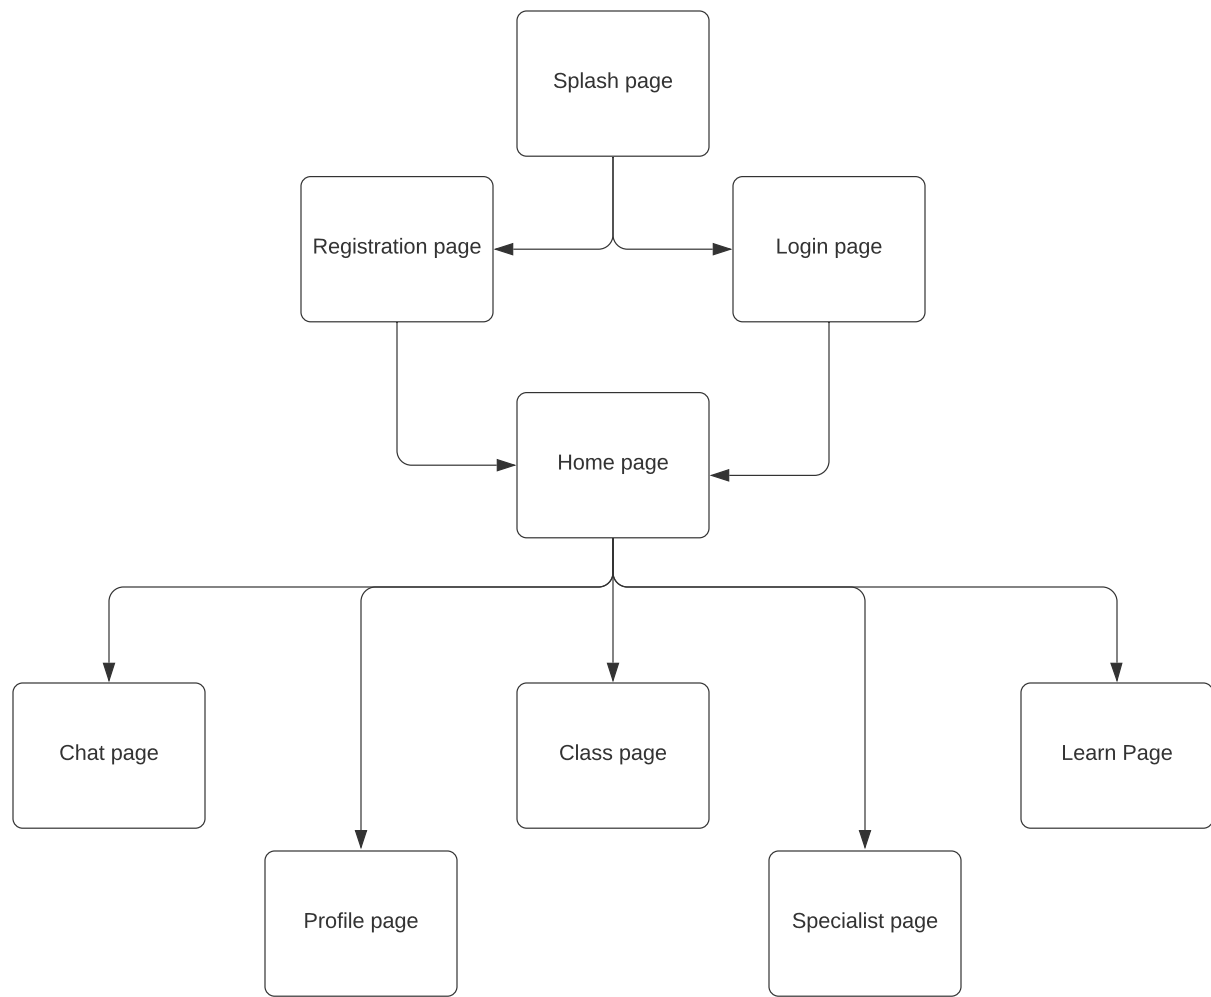 Splash page
Registration page
Login page
Home page
Chat page
Class page
Learn Page
Profile page
Specialist page